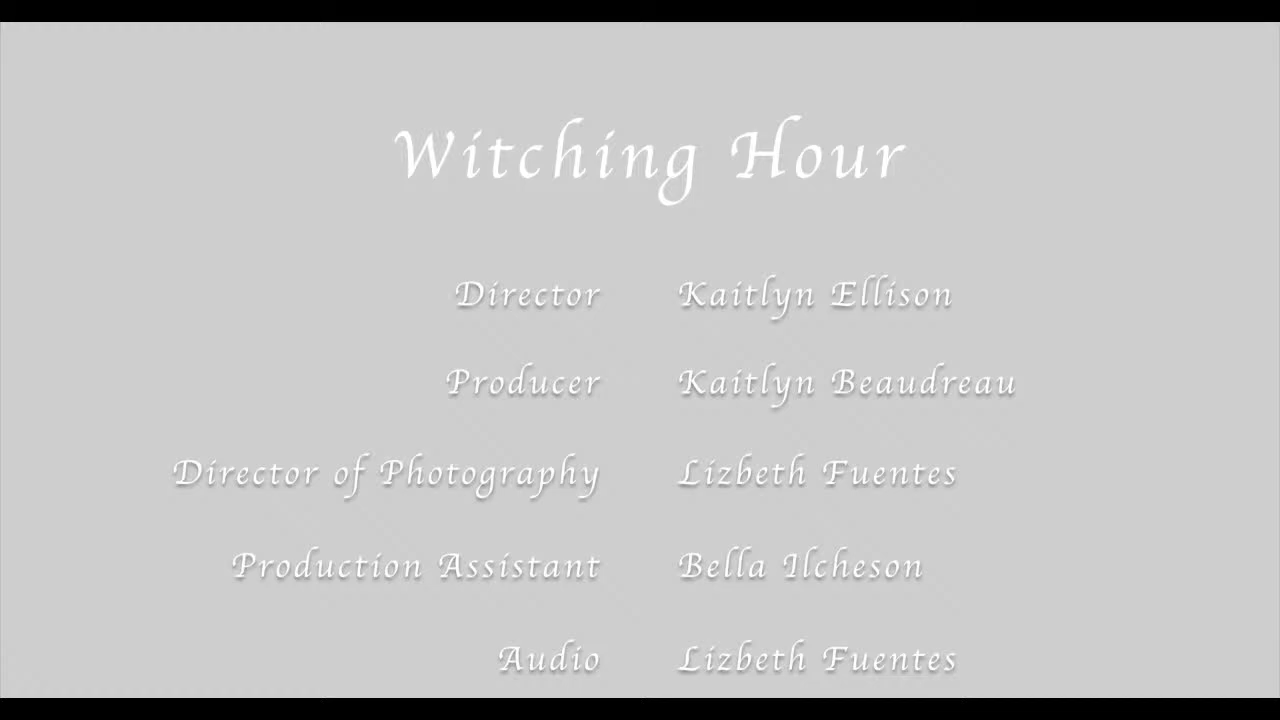 Witching Hour
Director Kaitlyn Ellison
Producer Kaitlyn Beaudreau
Director of Photography Lizbeth Fuentes
Production Assistant Bella Ilcheson
Audio Lizbeth Fuentes